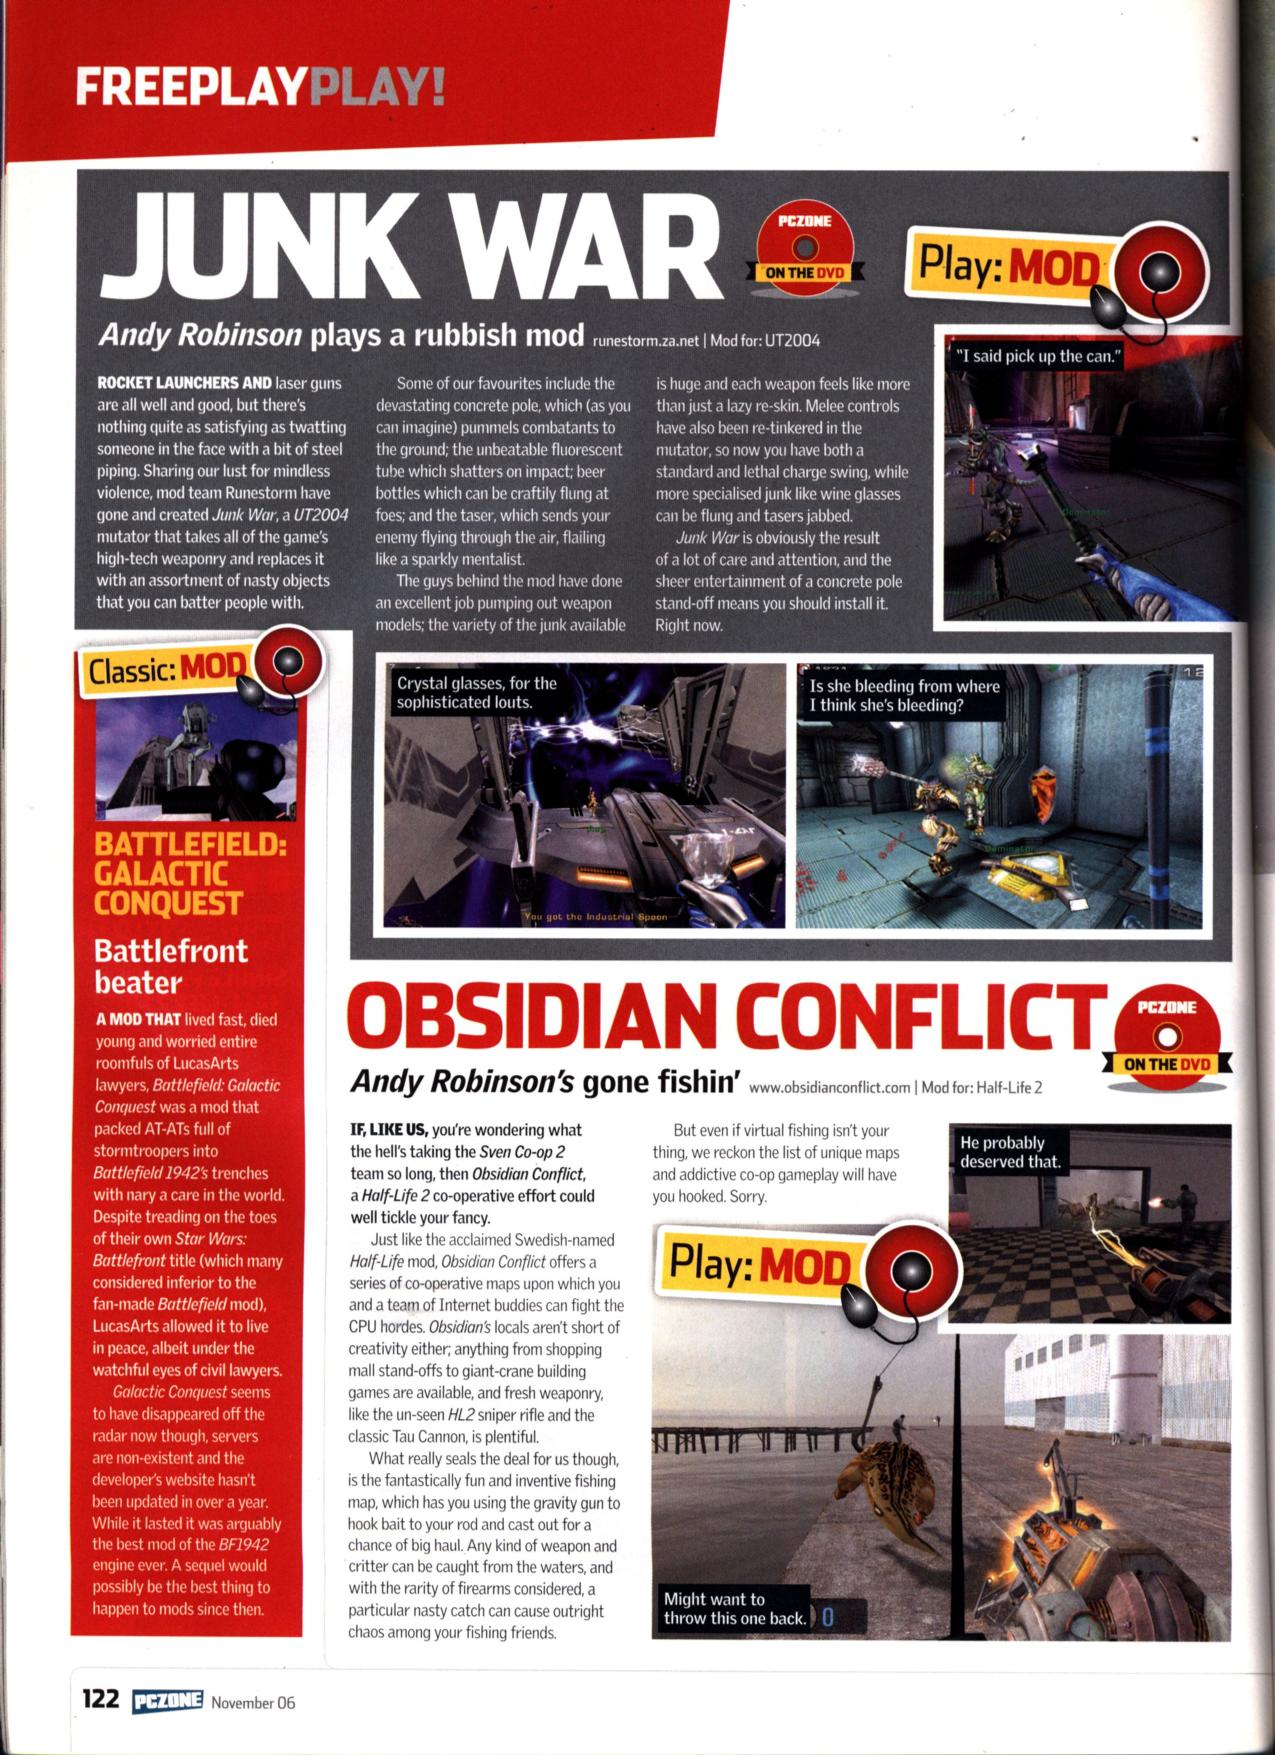 FREEPLAYPLAY!
JUNK WAR
PCZONE
ON THE DVD
Play: MOD
Andy Robinson plays a rubbish mod runestorm.za.net | Mod for: UT2004
ROCKET LAUNCHERS AND laser guns
are all well and good, but there's
nothing quite as satisfying as twatting
someone in the face with a bit of steel
piping. Sharing our lust for mindless
violence, mod team Runestorm have
gone and created Junk War, a UT2004
mutator that takes all of the game's
high-tech weaponry and replaces it
with an assortment of nasty objects
that you can batter people with.
Some of our favourites include the
devastating concrete pole, which (as you
can imagine) pummels combatants to
the ground; the unbeatable fluorescent
tube which shatters on impact; beer
bottles which can be craftily flung at
foes; and the taser, which sends your
enemy flying through the air, flailing
like a sparkly mentalist.
The guys behind the mod have done
an excellent job pumping out weapon
models; the variety of the junk available
is huge and each weapon feels like more
than just a lazy re-skin. Melee controls
have also been re-tinkered in the
mutator, so now you have both a
standard and lethal charge swing, while
more specialised junk like wine glasses
can be flung and tasers jabbed.
Junk War is obviously the result
of a lot of care and attention, and the
sheer entertainment of a concrete pole
stand-off means you should install it.
Right now.
"I said pick up the can."
Dominator
Crystal glasses, for the
sophisticated louts.
You got the Industrial Spoon
Is she bleeding from where
I think she's bleeding?
12
Dominator
Classic: MOD
BATTLEFIELD:
GALACTIC
CONQUEST
Battlefront
beater
A MOD THAT lived fast, died
young and worried entire
roomfuls of LucasArts
lawyers, Battlefield: Galactic
Conquest was a mod that
packed AT-ATs full of
stormtroopers into
Battlefield 1942's trenches
with nary a care in the world.
Despite treading on the toes
of their own Star Wars:
Battlefront title (which many
considered inferior to the
fan-made Battlefield mod),
LucasArts allowed it to live
in peace, albeit under the
watchful eyes of civil lawyers.
Galactic Conquest seems
to have disappeared off the
radar now though, servers
are non-existent and the
developer's website hasn't
been updated in over a year.
While it lasted it was arguably
the best mod of the BF1942
engine ever. A sequel would
possibly be the best thing to
happen to mods since then.
OBSIDIAN CONFLICT
PCZONE
ON THE DVD
Andy Robinson's gone fishin' www.obsidianconflict.com | Mod for: Half-Life 2
IF, LIKE US, you're wondering what
the hell's taking the Sven Co-op 2
team so long, then Obsidian Conflict,
a Half-Life 2 co-operative effort could
well tickle your fancy.
Just like the acclaimed Swedish-named
Half-Life mod, Obsidian Conflict offers a
series of co-operative maps upon which you
and a team of Internet buddies can fight the
CPU hordes. Obsidian's locals aren't short of
creativity either; anything from shopping
mall stand-offs to giant-crane building
games are available, and fresh weaponry,
like the un-seen HL2 sniper rifle and the
classic Tau Cannon, is plentiful.
What really seals the deal for us though,
is the fantastically fun and inventive fishing
map, which has you using the gravity gun to
hook bait to your rod and cast out for a
chance of big haul. Any kind of weapon and
critter can be caught from the waters, and
with the rarity of firearms considered, a
particular nasty catch can cause outright
chaos among your fishing friends.
But even if virtual fishing isn't your
thing, we reckon the list of unique maps
and addictive co-op gameplay will have
you hooked. Sorry.
Play: MOD
He probably
deserved that.
Might want to
throw this one back.
0
122 PCZONE November 06